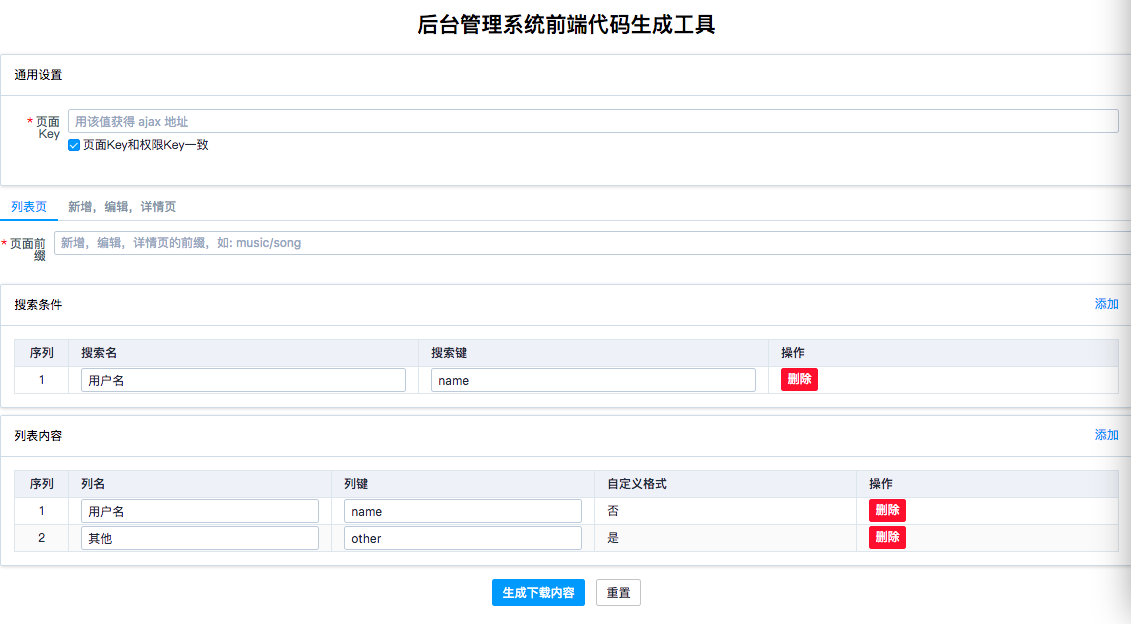 后台管理系统前端代码生成工具
通用设置
* 页面 用该值获得 ajax 地址
Key
页面Key和权限Key一致
列表页 新增，编辑，详情页
* 页面前 新增，编辑，详情页的前缀，如: music/song
缀
搜索条件 添加
序列 搜索名 搜索键 操作
1 用户名 name 删除
列表内容 添加
序列 列名 列键 自定义格式 操作
1 用户名 name 否 删除
2 其他 other 是 删除
生成下载内容 重置